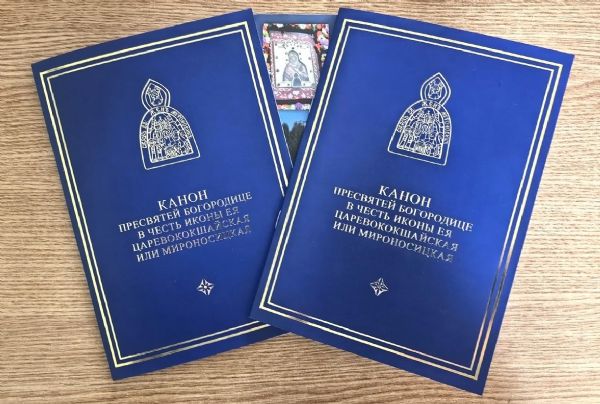 КАНОН
ПРЕСВЯТЕЙ БОГОРОДИЦЕ
В ЧЕСТЬ ИКОНЫ ЕЯ
ЦАРЕВОКОКШАЙСКАЯ
ИЛИ МИРОНОСИЦКАЯ
КАНОН
ПРЕСВЯТЕЙ БОГОРОДИЦЕ
В ЧЕСТЬ ИКОНЫ ЕЯ
ЦАРЕВОКОКШАЙСКАЯ
ИЛИ МИРОНОСИЦКАЯ